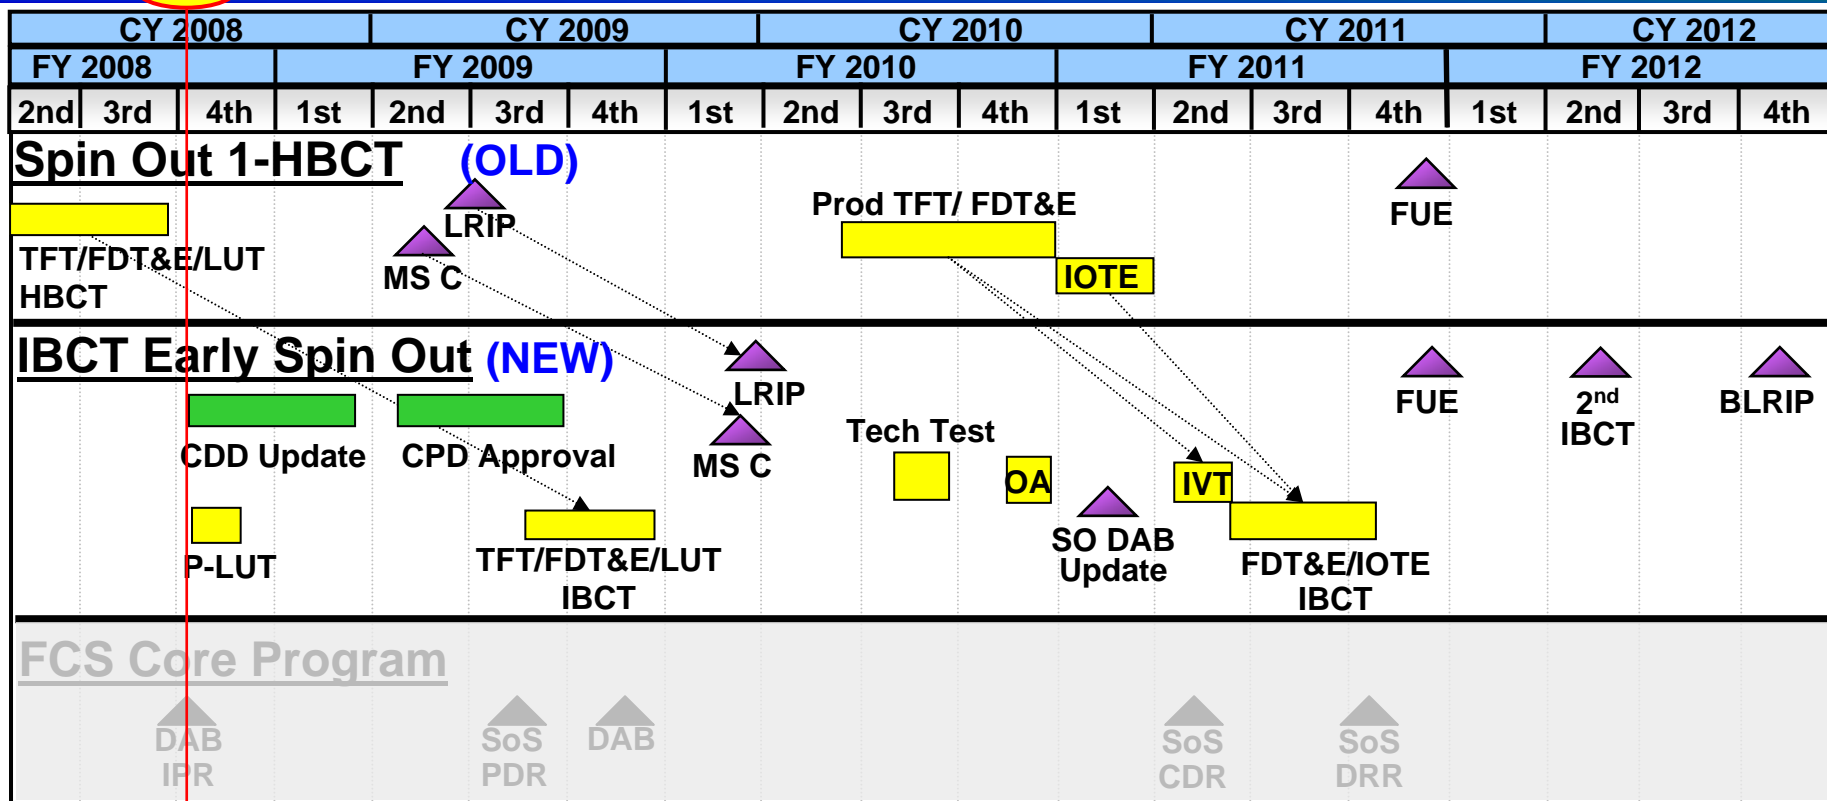 CY 2008 CY 2009 CY 2010 CY 2011 CY 2012
FY 2008 FY 2009 FY 2010 FY 2011 FY 2012
2nd 3rd 4th 1st 2nd 3rd 4th 1st 2nd 3rd 4th 1st 2nd 3rd 4th 1st 2nd 3rd 4th
Spin Out 1-HBCT (OLD)
LRIP
Prod TFT/ FDT&E
FUE
TFT/FDT&E/LUT
HBCT
MS C
IOTE
IBCT Early Spin Out (NEW)
LRIP
FUE
2nd
IBCT
BLRIP
CDD Update
CPD Approval
MS C
Tech Test
OA
IVT
SO DAB
Update
P-LUT
TFT/FDT&E/LUT
IBCT
FDT&E/IOTE
IBCT
FCS Core Program
DAB
IPR
SoS
PDR
DAB
SoS
CDR
SoS
DRR